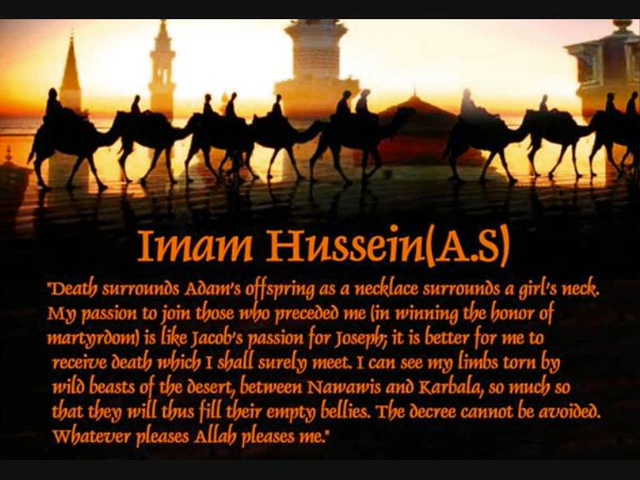 Imam Hussein(A.S)
"Death surrounds Adam's offspring as a necklace surrounds a girl's neck.
My passion to join those who preceded me (in winning the honor of
martyrdom) is like Jacob's passion for Joseph; it is better for me to
receive death which I shall surely meet. I can see my limbs torn by
wild beasts of the desert, between Nawawis and Karbala, so much so
that they will thus fill their empty bellies. The decree cannot be avoided.
Whatever pleases Allah pleases me."